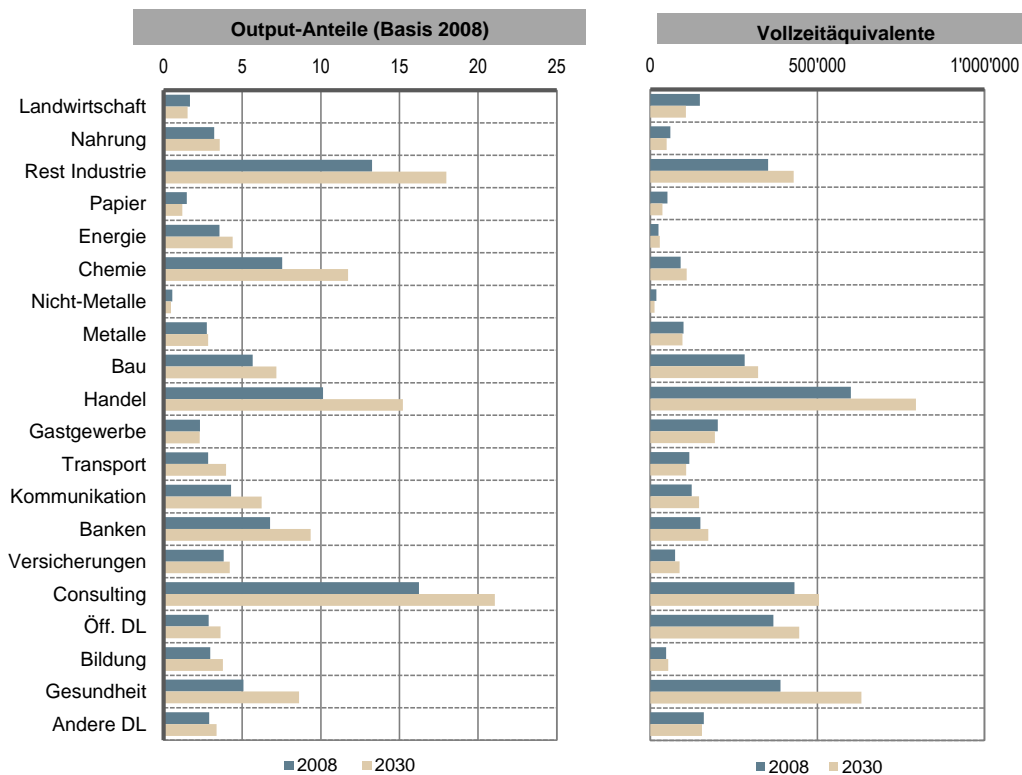 Output-Anteile (Basis 2008)
Vollzeitäquivalente
0 5 10 15 20 25
0 500'000 1'000'000
Landwirtschaft
Nahrung
Rest Industrie
Papier
Energie
Chemie
Nicht-Metalle
Metalle
Bau
Handel
Gastgewerbe
Transport
Kommunikation
Banken
Versicherungen
Consulting
Öff. DL
Bildung
Gesundheit
Andere DL
2008 2030
2008 2030